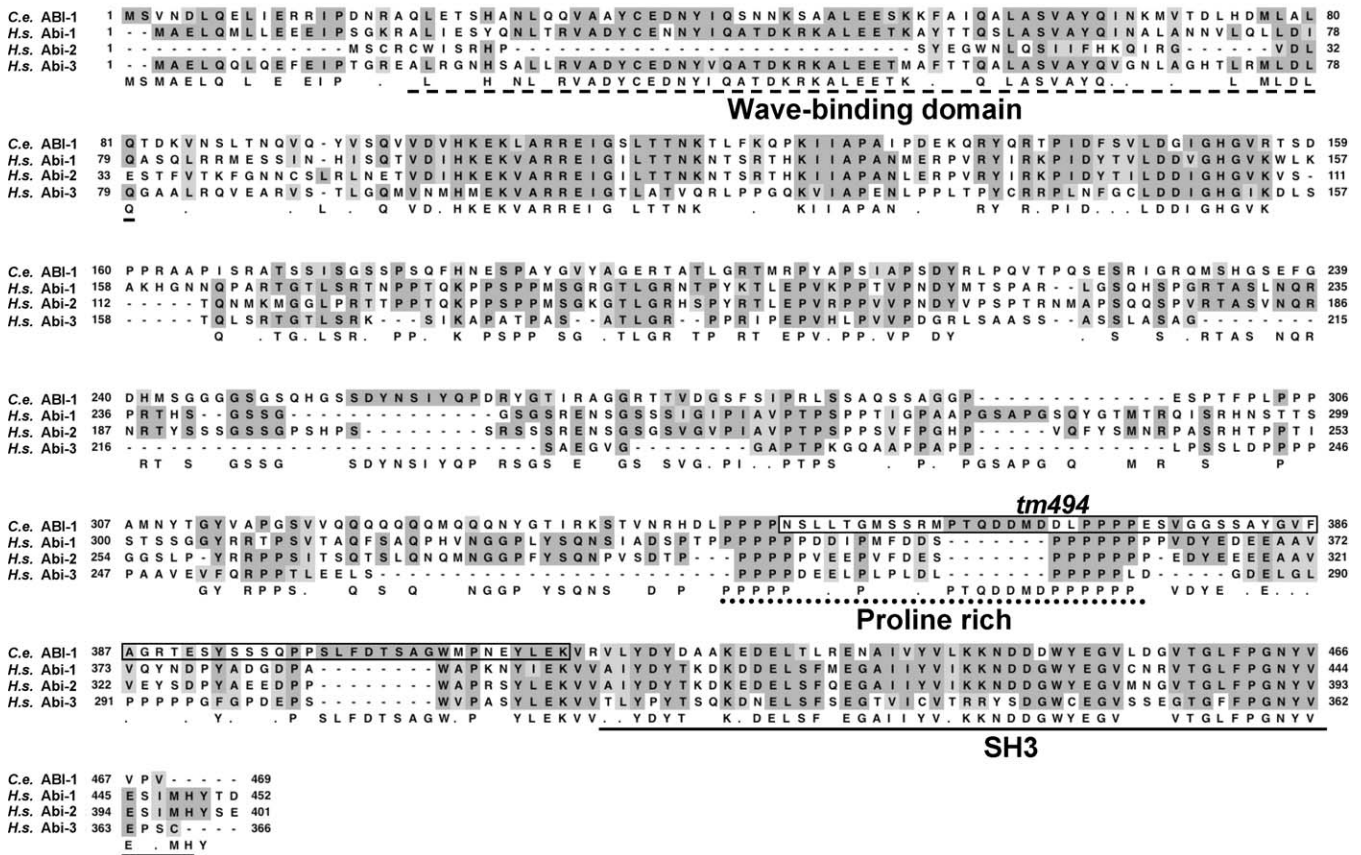 C.e. ABI-1 1 MSVNDLQELIERRIPDNRAQLETSHANLQQVAAYCEDNYIQSNNKSAALEESKKFAIQALASVAYQINKMVTDLHDMLAL 80
H.s. Abi-1 1 --MAELQMLLEEEIPSGKRALIESYQNLTRVADYCENNYIQATDKRKALEETKAYTTQSLASVAYQINALANNVLQLLDI 78
H.s. Abi-2 1 ------------------MSCRCWISRHP------------------------SYEGWNLQSIIFHKQIRG------VDL 32
H.s. Abi-3 1 --MAELQQLQEFEIPTGREALRGNHSALLRVADYCEDNYVQATDKRKALEETMAFTTQALASVAYQVGNLAGHTLRMLDL 78
MSMAELQ L E EIP . L H NL RVADYCEDNYIQATDKRKALEETK Q LASVAYQ. . MLDL
Wave-binding domain
C.e. ABI-1 81 QTDKVNSLTNQVQ-YVSQVVDVHKEKLARREIGSLTTNKTLFKQPKIIAPAIPDEKQRYQRTPIDFSVLDGIGHGVRTSD 159
H.s. Abi-1 79 QASQLRRMESSIN-HISQTVDIHKEKVARREIGILTTNKNTSRTHKIIAPANMERPVRYIRKPIDYTVLDDVGHGVKWLK 157
H.s. Abi-2 33 ESTFVTKFGNNCSLRLNETVDIHKEKVARREIGILTTNKNTSRTHKIIAPANLERPVRYIRKPIDYTILDDIGHGVKVS- 111
H.s. Abi-3 79 QGAALRQVEARVS-TLGQMVNMHMEKVARREIGTLATVQRLPPGQKVIAPENLPPLTPYCRRPLNFGCLDDIGHGIKDLS 157
Q . . L . Q VD.HKEKVARREIG LTTNK . KIIAPAN . RY R.PID...LDDIGHGVK
C.e. ABI-1 160 PPRAAPISRATSSISGSSPSQFHNESPAYGVYAGERTATLGRTMRPYAPSIAPSDYRLPQVTPQSESRIGRQMSHGSEFG 239
H.s. Abi-1 158 AKHGNNQPARTGTLSRTNPPTQKPPSPPMSGRGTLGRNTPYKTLEPVKPPTVPNDYMTSPAR--LGSQHSPGRTASLNQR 235
H.s. Abi-2 112 -----TQNMKMGGLPRTTPPTQKPPSPPMSGKGTLGRHSPYRTLEPVKPPVVPNDYVPSPTRNMAPSQQSPVRTASVNQR 186
H.s. Abi-3 158 -----TQLSRTGTLSRK---SIKAPATPAS--ATLGR--PPRIPEPVHLPVVPDGRLSAASS--ASSLASAG-------- 215
Q .TG.LSR. PP. K PSPP SG. TLGR TP RT EPV.PP.VP DY .S S .RTAS NQR
C.e. ABI-1 240 DHMSGGGGSGSQHGSSDYNSIYQPDRYGTIRAGGRTTVDGSFSIPRLSSAQSSAGGP-------------ESPTFPLPPP 306
H.s. Abi-1 236 PRTHS--GSSG----------------GSGSRENSGSSSIGIPIAVPTPSPPTIGPAAPGSAPGSQYGTMTRQISRHNSTTS 299
H.s. Abi-2 187 NRTYSSSGSSGPSHPS--------SRSSSRENSGSGSVGVPIAVPTPSPPSVFPGHP----------VQFYSMNRPASRHTPPTI 253
H.s. Abi-3 216 ---------------------------SAEGVG--------GAPTPKGQAAPPAPP-------------LPSSLDPPPP 246
RT S GSSG SDYNSIYQP RSGS E GS SVG.PI..PTPS .P.PGSAPG Q M R S P
tm494
C.e. ABI-1 307 AMNYTGYVAPGSVVQQQQQQQMQQQNYGTIRKSTVNRHDLPPPPNSLLTGMSSRMPTQDDMDDLPPPPESVGGSSAYGVF 386
H.s. Abi-1 300 STSSGGYRRTPSVTAQFSAQPHVNGGPLYSQNSIADSPTPPPPPPPDDIPMFDDS-------PPPPPPPPVDYEDEEAAV 372
H.s. Abi-2 254 GGSLP-YRRPPSITSQTSLQNQMNGGPFYSQNPVSDTP--PPPPPVEEPVFDES--------PPPPPP-PEDYEEEEAAV 321
H.s. Abi-3 247 PAAVEVFQRPPTLEELS------------------------PPPPDEELPLPLDL-------PPPPPLD----GDELGL 290
GY RPPS. Q S Q NGGP YSQNS D P PPPPP . P . PTQDDMDPPPPPP VDYE .E...
Proline rich
C.e. ABI-1 387 AGRTESYSSSQPPSLFDTSAGWMPNEYLEKVRVLYDYDAAKEDELTLRENAIVYVLKKNDDDWYEGVLDGVTGLFPGNYV 466
H.s. Abi-1 373 VQYNDPYADGDPA--------WAPKNYIEKVVAIYDYTKDKDDELSFMEGAIIYVIKKNDDGWYEGVCNRVTGLFPGNYV 444
H.s. Abi-2 322 VEYSDPYAEEDPP--------WAPRSYLEKVVAIYDYTKDKEDELSFQEGAIIYVIKKNDDGWYEGVMNGVTGLFPGNYV 393
H.s. Abi-3 291 PPPPPGFGPDEPS--------WVPASYLEKVVTLYPYTSQKDNELSFSEGTVICVTRRYSDGWCEGVSSEGTGFFPGNYV 362
. . Y. .P SLFDTSAGW.P YLEKVV..YDYT K.DELSF EGAIIYV.KKNDDGWYEGV VTGLFPGNYV
SH3
C.e. ABI-1 467 VPV----- 469
H.s. Abi-1 445 ESIMHYTD 452
H.s. Abi-2 394 ESIMHYSE 401
H.s. Abi-3 363 EPSC---- 366
E .MHY